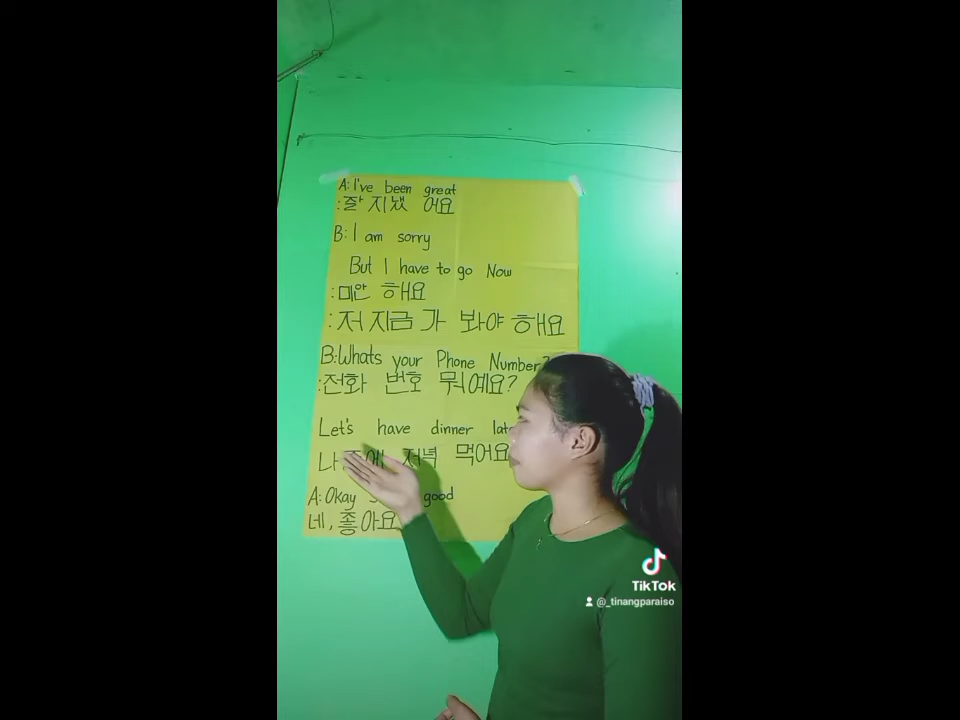 A: I've been great
:잘 지냈 어요
B: I am sorry
But I have to go Now
: 미안 해요
: 저 지금 가 봐야 해요
B: Whats your Phone Number?
: 전화 번호 뭐예요?
Let's have dinner
저녁 먹어요
A: Okay good
네, 좋아요
TikTok
@_tinangparaiso